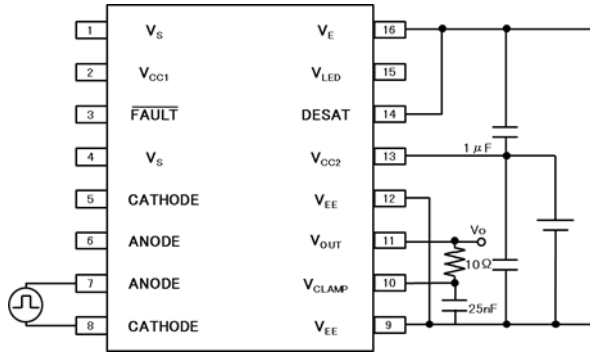 1 V_S V_E 16
2 V_CC1 V_LED 15
3 FAULT DESAT 14
1μF
4 V_S V_CC2 13
5 CATHODE V_EE 12
6 ANODE V_OUT 11 Vo
10Ω
7 ANODE V_CLAMP 10
25nF
8 CATHODE V_EE 9